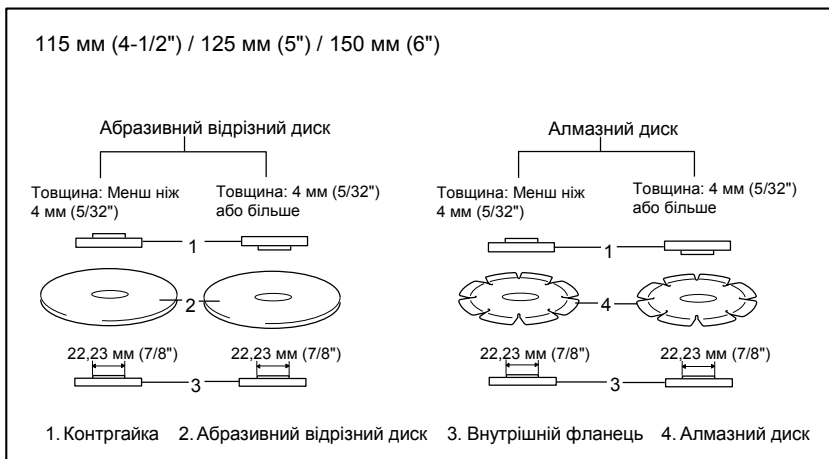 115 мм (4-1/2") / 125 мм (5") / 150 мм (6")
Абразивний відрізний диск
Товщина: Менш ніж
4 мм (5/32")
Товщина: 4 мм (5/32")
або більше
1
2
22,23 мм (7/8")
22,23 мм (7/8")
3
Алмазний диск
Товщина: Менш ніж
4 мм (5/32")
Товщина: 4 мм (5/32")
або більше
1
4
22,23 мм (7/8")
22,23 мм (7/8")
3
1. Контргайка 2. Абразивний відрізний диск 3. Внутрішній фланець 4. Алмазний диск